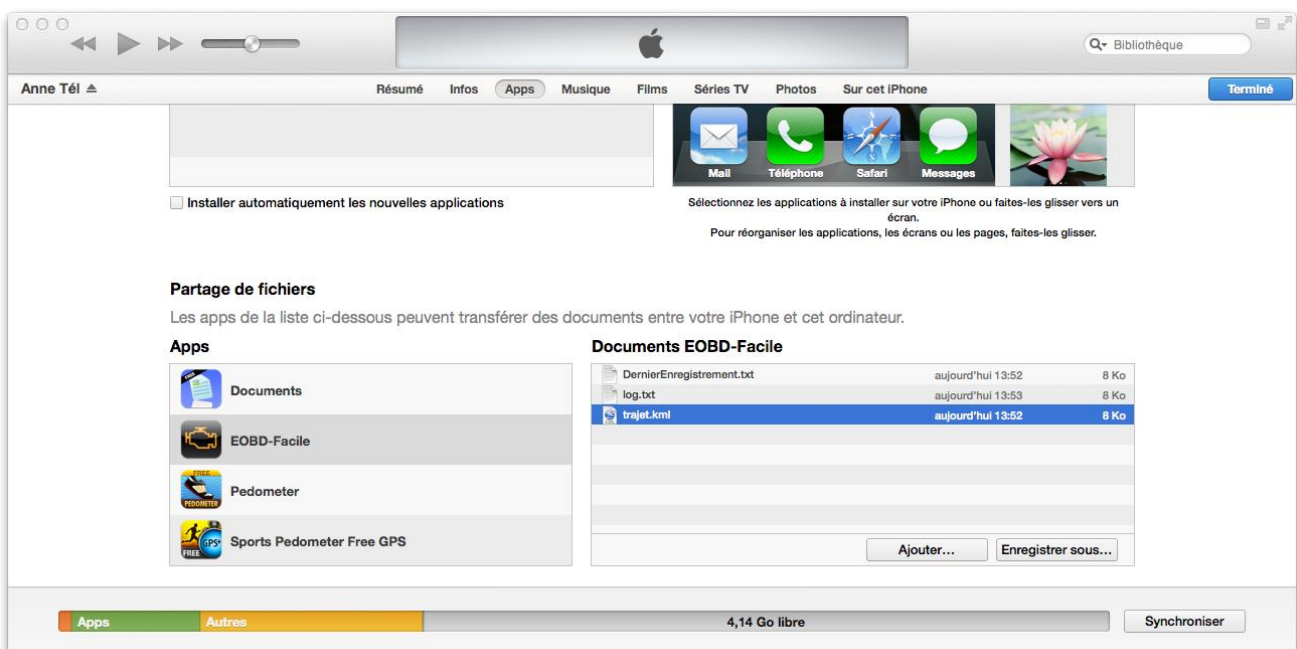 Bibliothèque
Anne Tél
Résumé Infos Apps Musique Films Séries TV Photos Sur cet iPhone Terminé
Mail Téléphone Safari Messages
Installer automatiquement les nouvelles applications
Sélectionnez les applications à installer sur votre iPhone ou faites-les glisser vers un
écran.
Pour réorganiser les applications, les écrans ou les pages, faites-les glisser.
Partage de fichiers
Les apps de la liste ci-dessous peuvent transférer des documents entre votre iPhone et cet ordinateur.
Apps
FREE
Documents
EOBD-Facile
FREE
PEDOMETER
Pedometer
GPS+
FREE
Sports Pedometer Free GPS
Documents EOBD-Facile
DernierEnregistrement.txt aujourd'hui 13:52 8 Ko
log.txt aujourd'hui 13:53 8 Ko
trajet.kml aujourd'hui 13:52 8 Ko
Ajouter... Enregistrer sous...
Apps Autres 4,14 Go libre Synchroniser